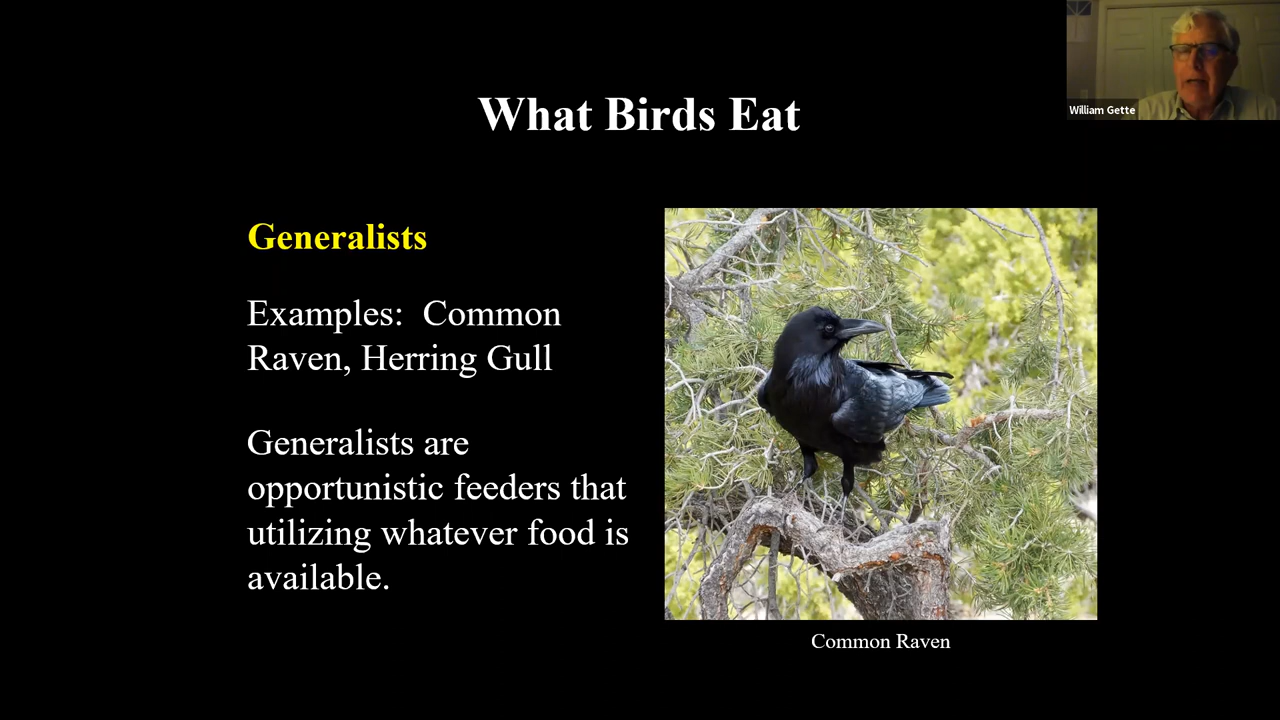 William Gette
What Birds Eat
Generalists
Examples: Common
Raven, Herring Gull
Generalists are
opportunistic feeders that
utilizing whatever food is
available.
Common Raven